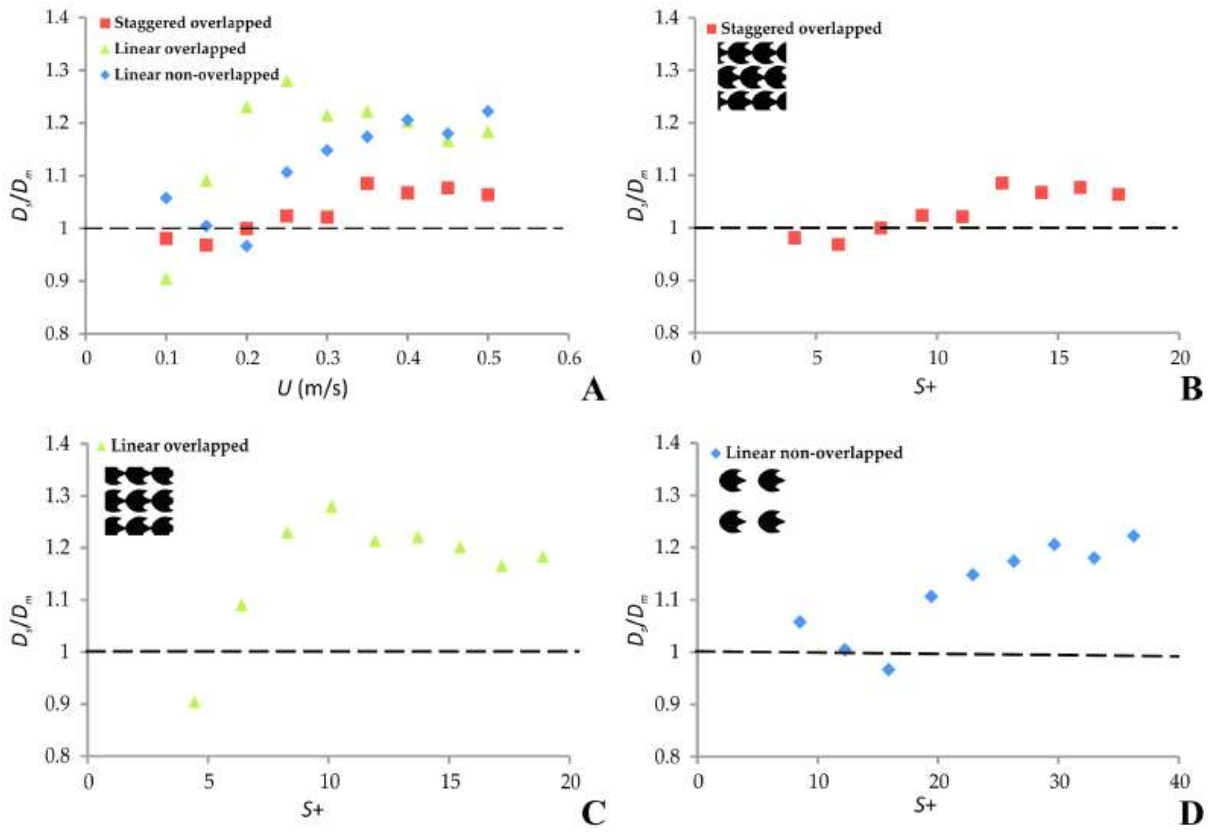 1.4
1.3
1.2
1.1
1
0.9
0.8
Dₛ/Dₘ
Staggered overlapped
Linear overlapped
Linear non-overlapped
0 0.1 0.2 0.3 0.4 0.5 0.6
U (m/s)
A
1.4
1.3
1.2
1.1
1
0.9
0.8
Dₛ/Dₘ
Staggered overlapped
0 5 10 15 20
S+
B
1.4
1.3
1.2
1.1
1
0.9
0.8
Dₛ/Dₘ
Linear overlapped
0 5 10 15 20
S+
C
1.4
1.3
1.2
1.1
1
0.9
0.8
Dₛ/Dₘ
Linear non-overlapped
0 10 20 30 40
S+
D